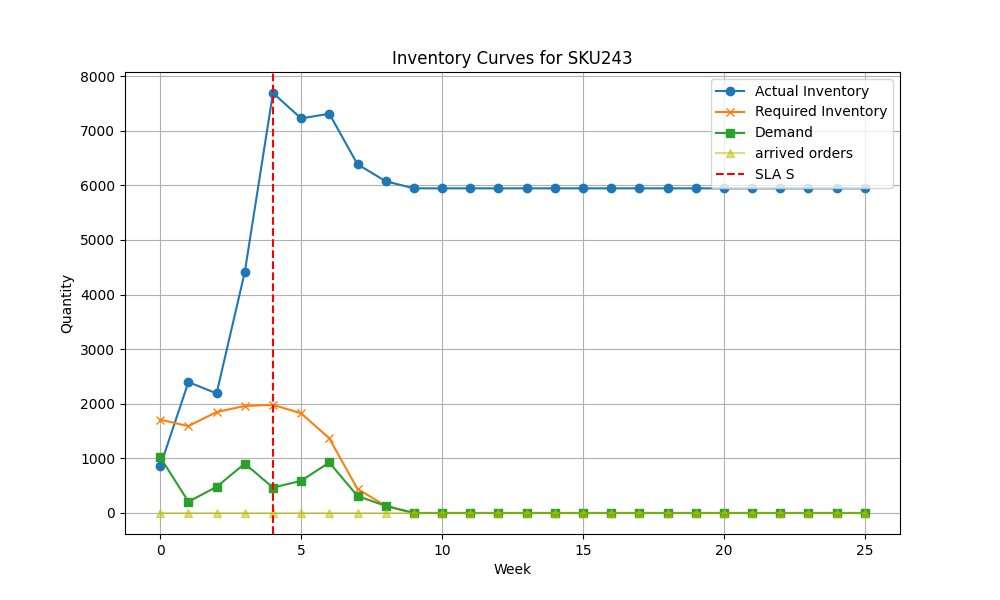 Inventory Curves for SKU243
8000
7000
6000
5000
4000
3000
2000
1000
0
Quantity
Actual Inventory
Required Inventory
Demand
arrived orders
SLA S
0 5 10 15 20 25
Week